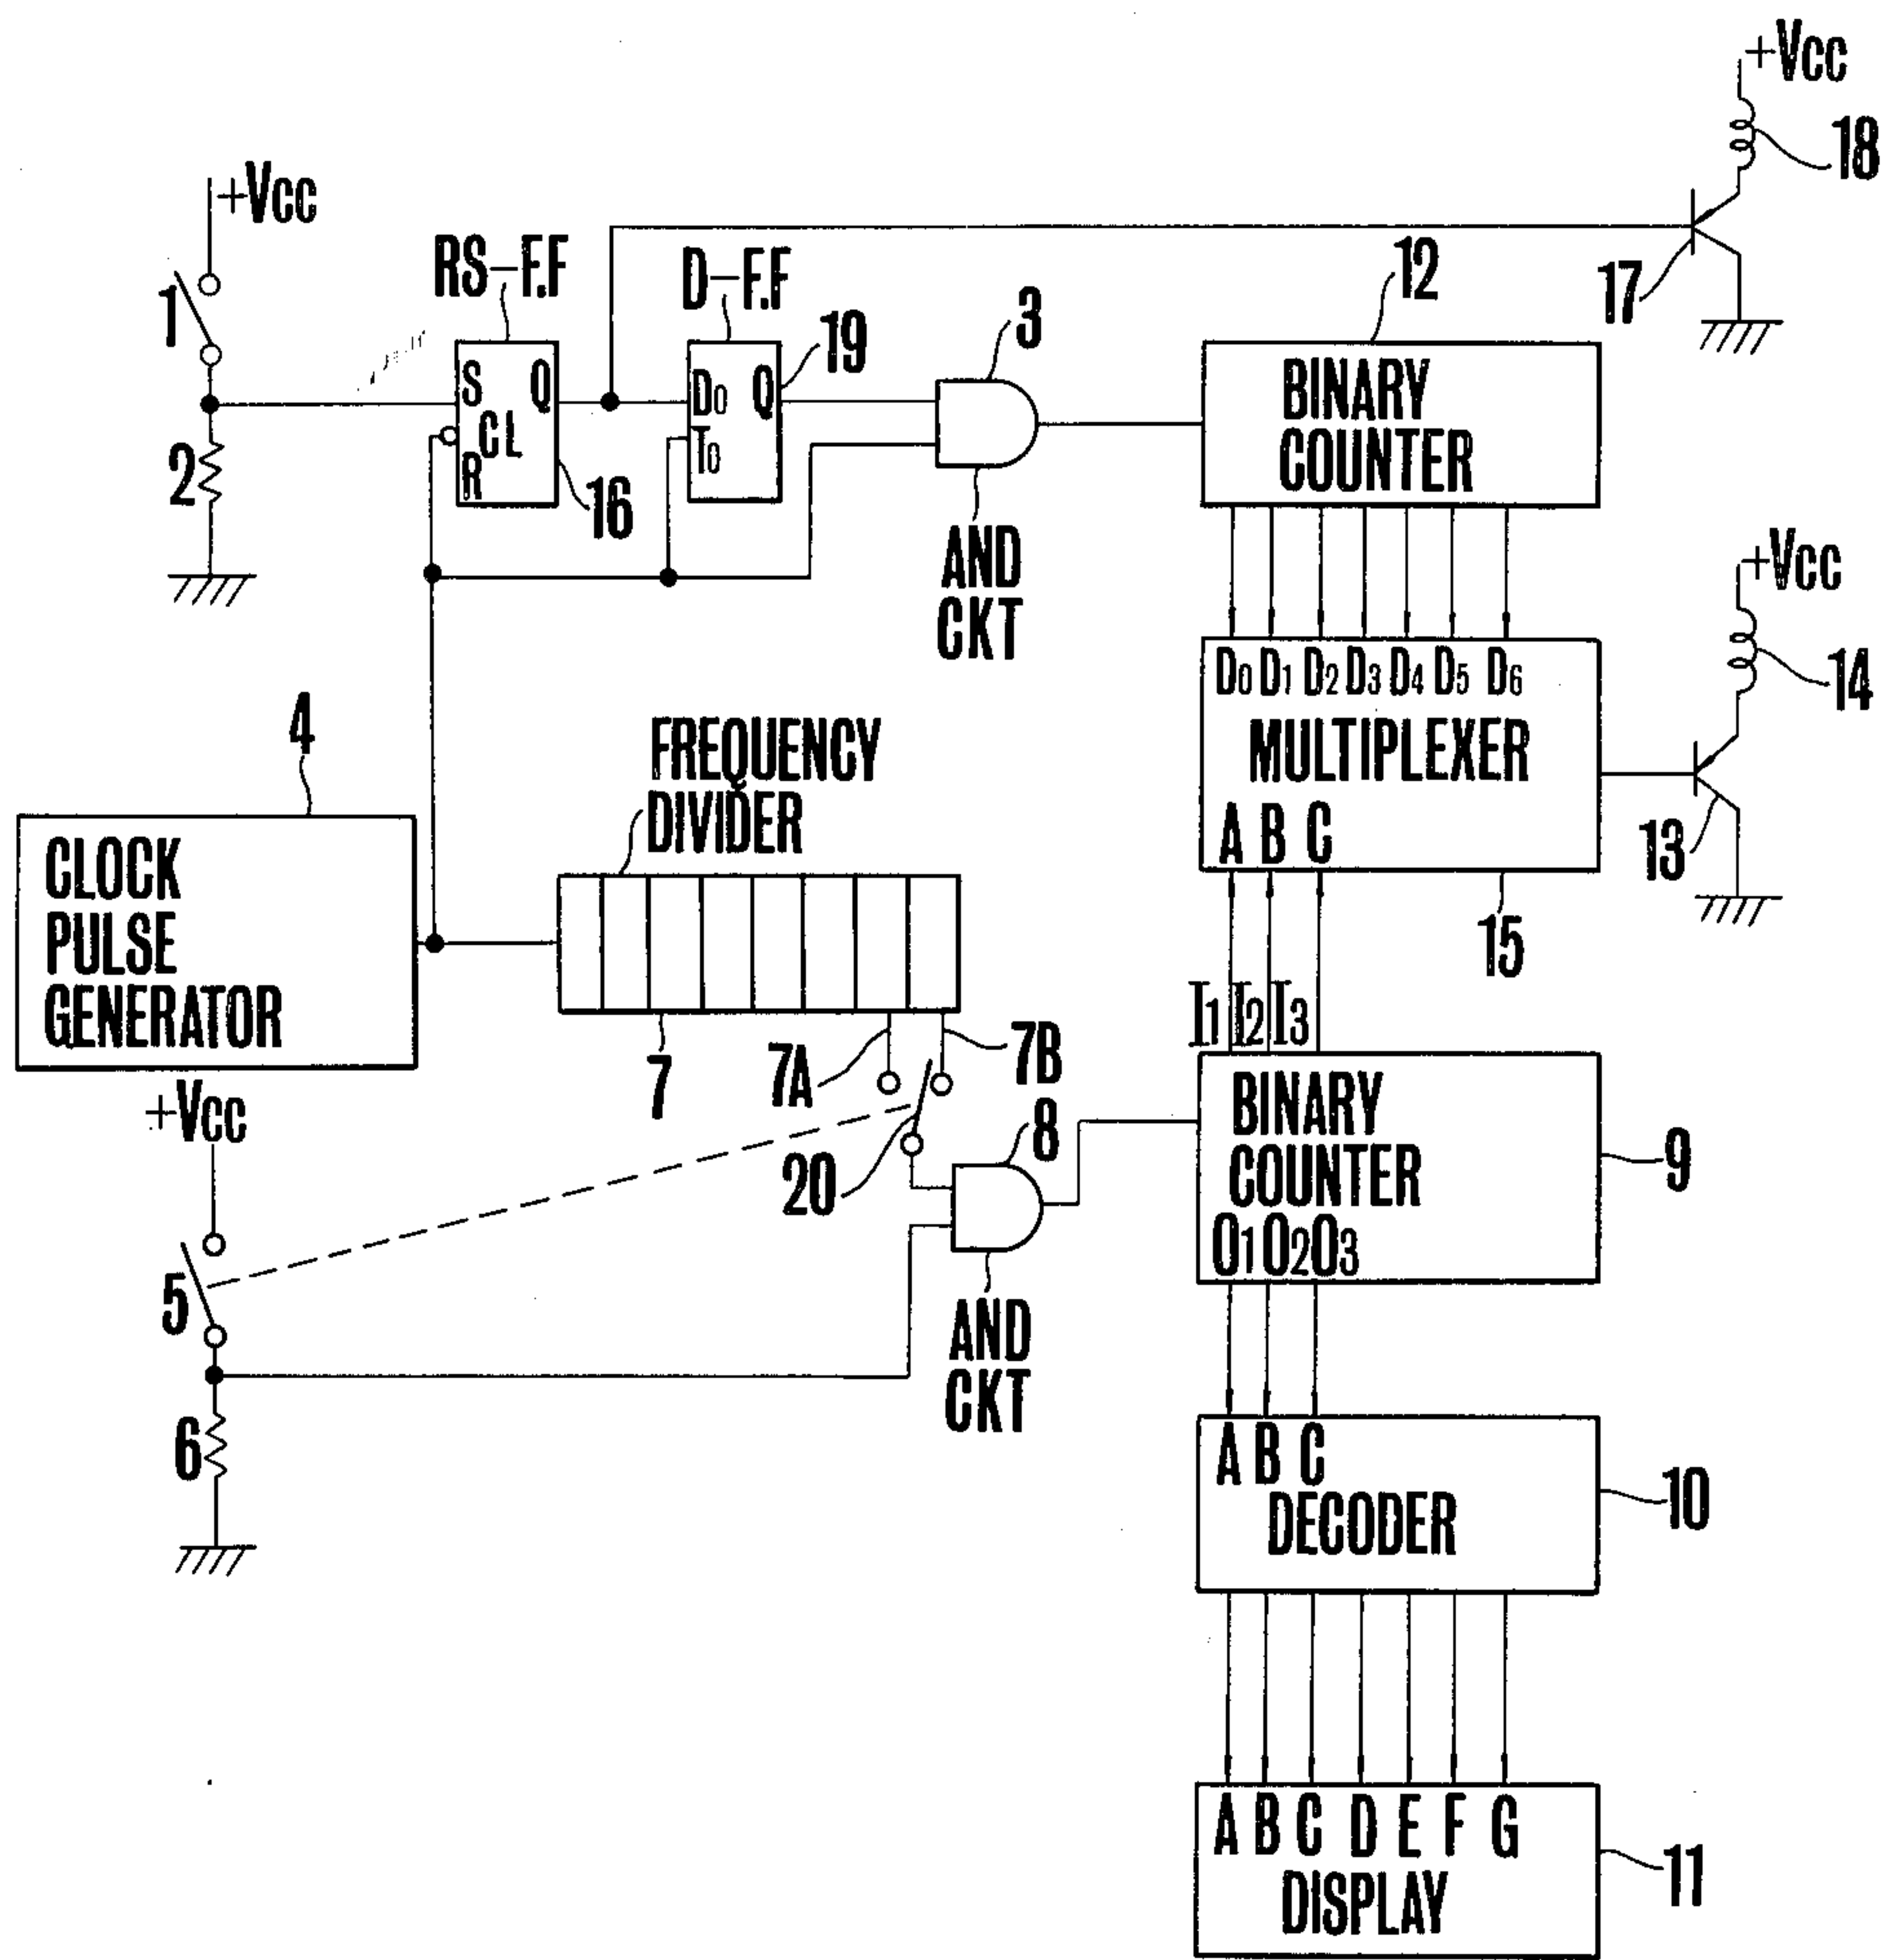 +Vcc
18
+Vcc
17
RS-F.F
D-F.F
12
1
19
3
S Q
CL
R
D0 Q
T0
BINARY
COUNTER
2
16
AND
CKT
+Vcc
14
D0 D1 D2 D3 D4 D5 D6
MULTIPLEXER
A B C
13
15
4
FREQUENCY
DIVIDER
CLOCK
PULSE
GENERATOR
7
7A
7B
I1 I2 I3
+Vcc
8
20
BINARY
COUNTER
O1 O2 O3
9
5
AND
CKT
6
A B C
DECODER
10
A B C D E F G
DISPLAY
11